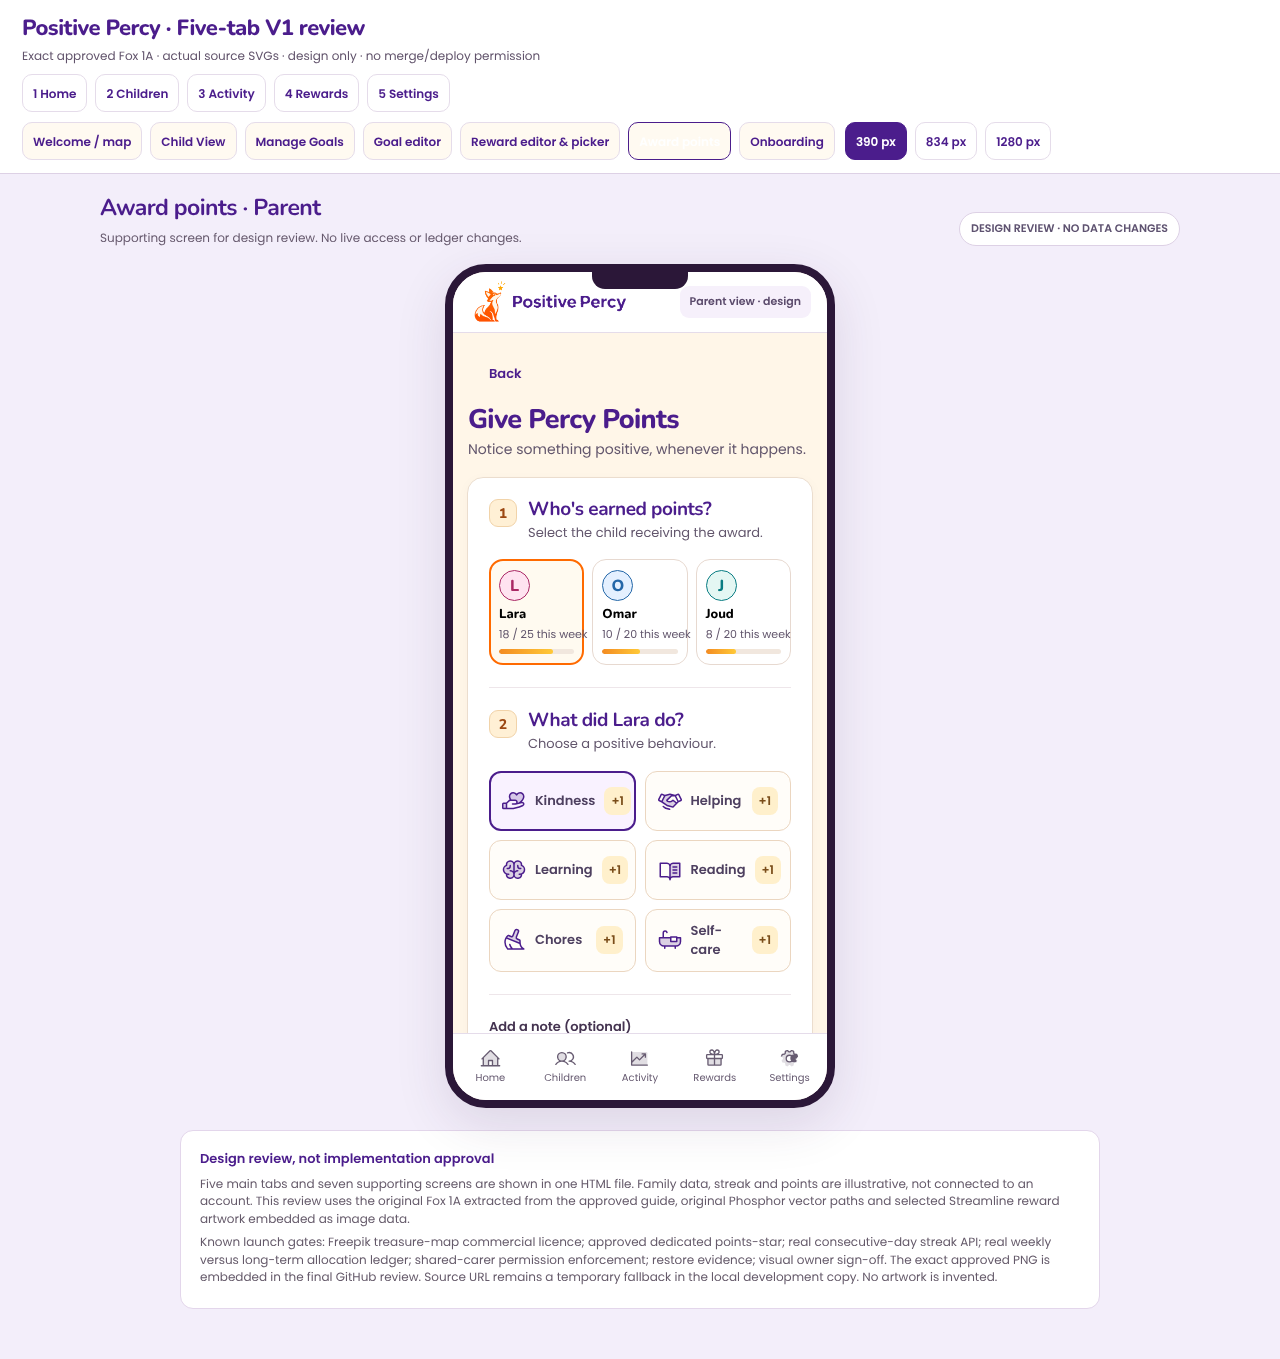 Positive Percy · Five-tab V1 review
Exact approved Fox 1A · actual source SVGs · design only · no merge/deploy permission
1 Home
2 Children
3 Activity
4 Rewards
5 Settings
Welcome / map
Child View
Manage Goals
Goal editor
Reward editor & picker
Award points
Onboarding
390 px
834 px
1280 px
Award points · Parent
Supporting screen for design review. No live access or ledger changes.
DESIGN REVIEW · NO DATA CHANGES
Positive Percy
Parent view · design
Back
Give Percy Points
Notice something positive, whenever it happens.
1
Who's earned points?
Select the child receiving the award.
L
Lara
18 / 25 this week
O
Omar
10 / 20 this week
J
Joud
8 / 20 this week
2
What did Lara do?
Choose a positive behaviour.
Kindness +1
Helping +1
Learning +1
Reading +1
Chores +1
Self-
care +1
Add a note (optional)
Home
Children
Activity
Rewards
Settings
Design review, not implementation approval
Five main tabs and seven supporting screens are shown in one HTML file. Family data, streak and points are illustrative, not connected to an
account. This review uses the original Fox 1A extracted from the approved guide, original Phosphor vector paths and selected Streamline reward
artwork embedded as image data.
Known launch gates: Freepik treasure-map commercial licence; approved dedicated points-star; real consecutive-day streak API; real weekly
versus long-term allocation ledger; shared-carer permission enforcement; restore evidence; visual owner sign-off. The exact approved PNG is
embedded in the final GitHub review. Source URL remains a temporary fallback in the local development copy. No artwork is invented.